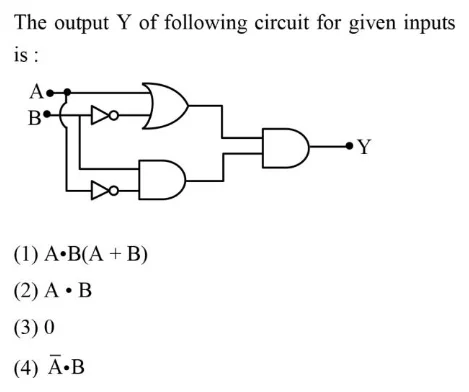 The output Y of following circuit for given inputs
is :
A
B
Y
(1) A•B(A + B)
(2) A • B
(3) 0
(4) A̅•B